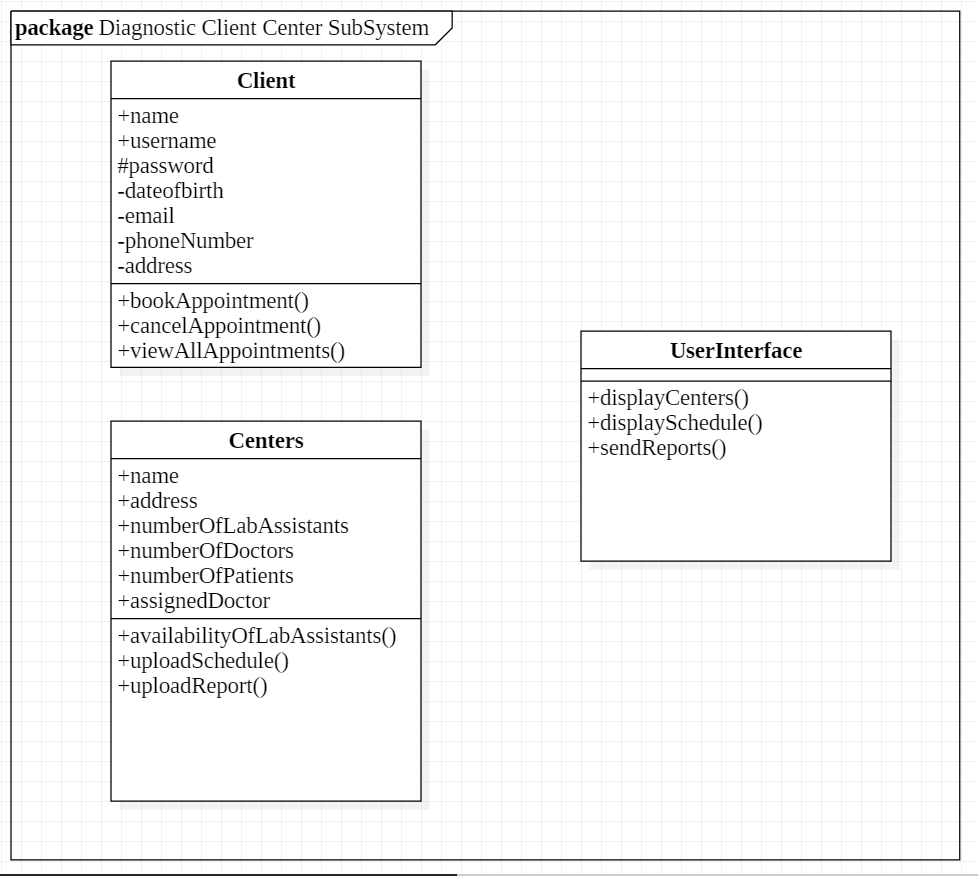 package Diagnostic Client Center SubSystem
Client
+name
+username
#password
-dateofbirth
-email
-phoneNumber
-address
+bookAppointment()
+cancelAppointment()
+viewAllAppointments()
Centers
+name
+address
+numberOfLabAssistants
+numberOfDoctors
+numberOfPatients
+assignedDoctor
+availabilityOfLabAssistants()
+uploadSchedule()
+uploadReport()
UserInterface
+displayCenters()
+displaySchedule()
+sendReports()